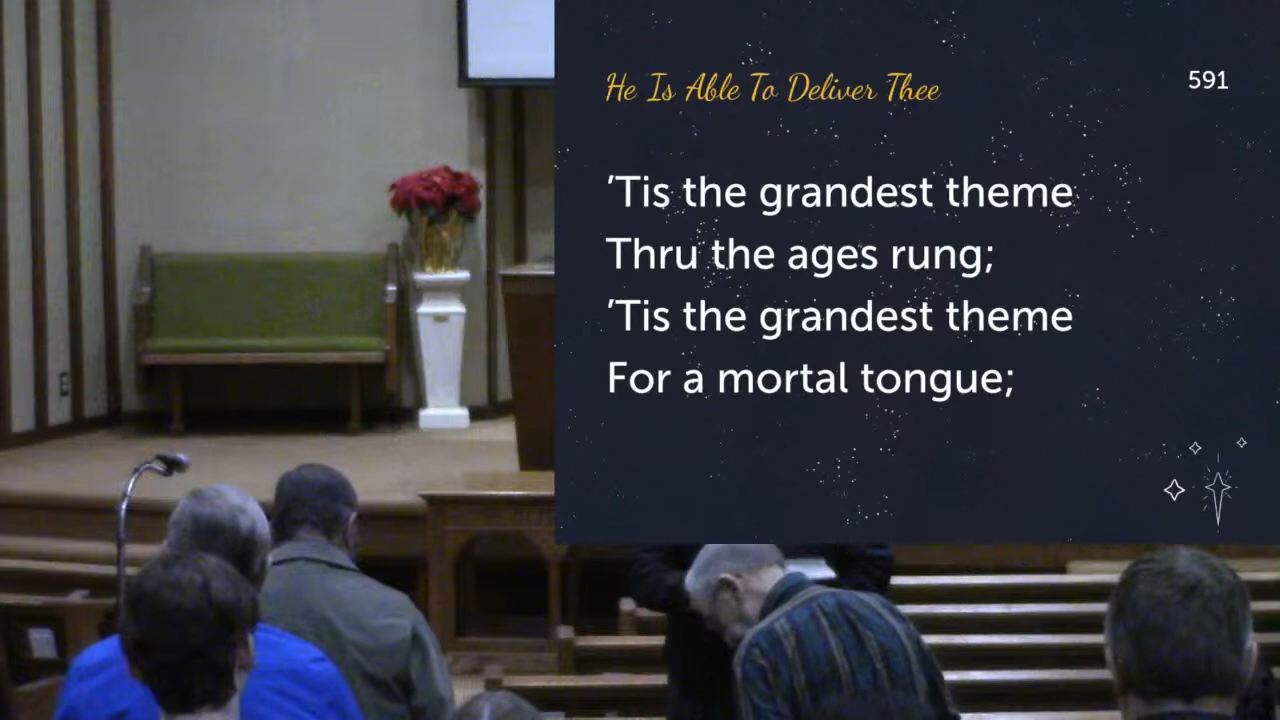 He Is Able To Deliver Thee
591
’Tis the grandest theme
Thru the ages rung;
’Tis the grandest theme
For a mortal tongue;